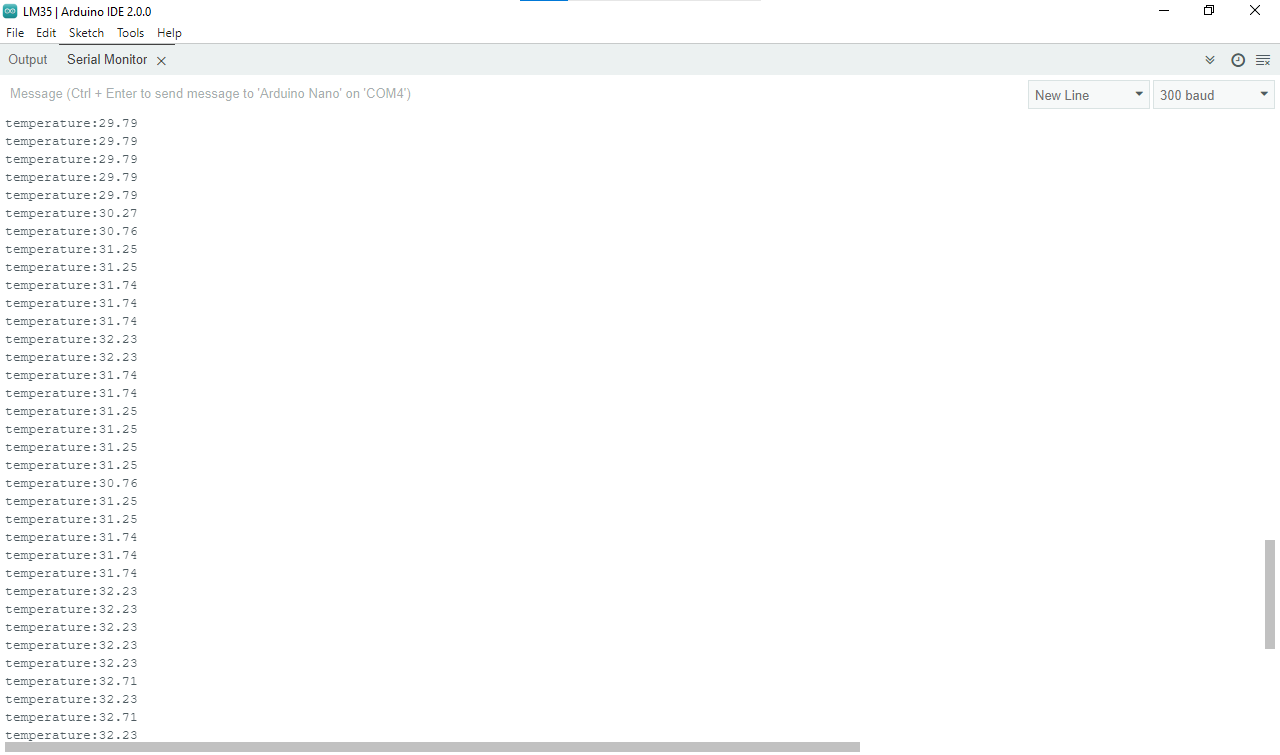 LM35 | Arduino IDE 2.0.0
File Edit Sketch Tools Help
Output Serial Monitor
Message (Ctrl + Enter to send message to 'Arduino Nano' on 'COM4')
New Line 300 baud
temperature:29.79
temperature:29.79
temperature:29.79
temperature:29.79
temperature:29.79
temperature:30.27
temperature:30.76
temperature:31.25
temperature:31.25
temperature:31.74
temperature:31.74
temperature:31.74
temperature:32.23
temperature:32.23
temperature:31.74
temperature:31.74
temperature:31.25
temperature:31.25
temperature:31.25
temperature:31.25
temperature:30.76
temperature:31.25
temperature:31.25
temperature:31.74
temperature:31.74
temperature:31.74
temperature:32.23
temperature:32.23
temperature:32.23
temperature:32.23
temperature:32.23
temperature:32.71
temperature:32.23
temperature:32.71
temperature:32.23